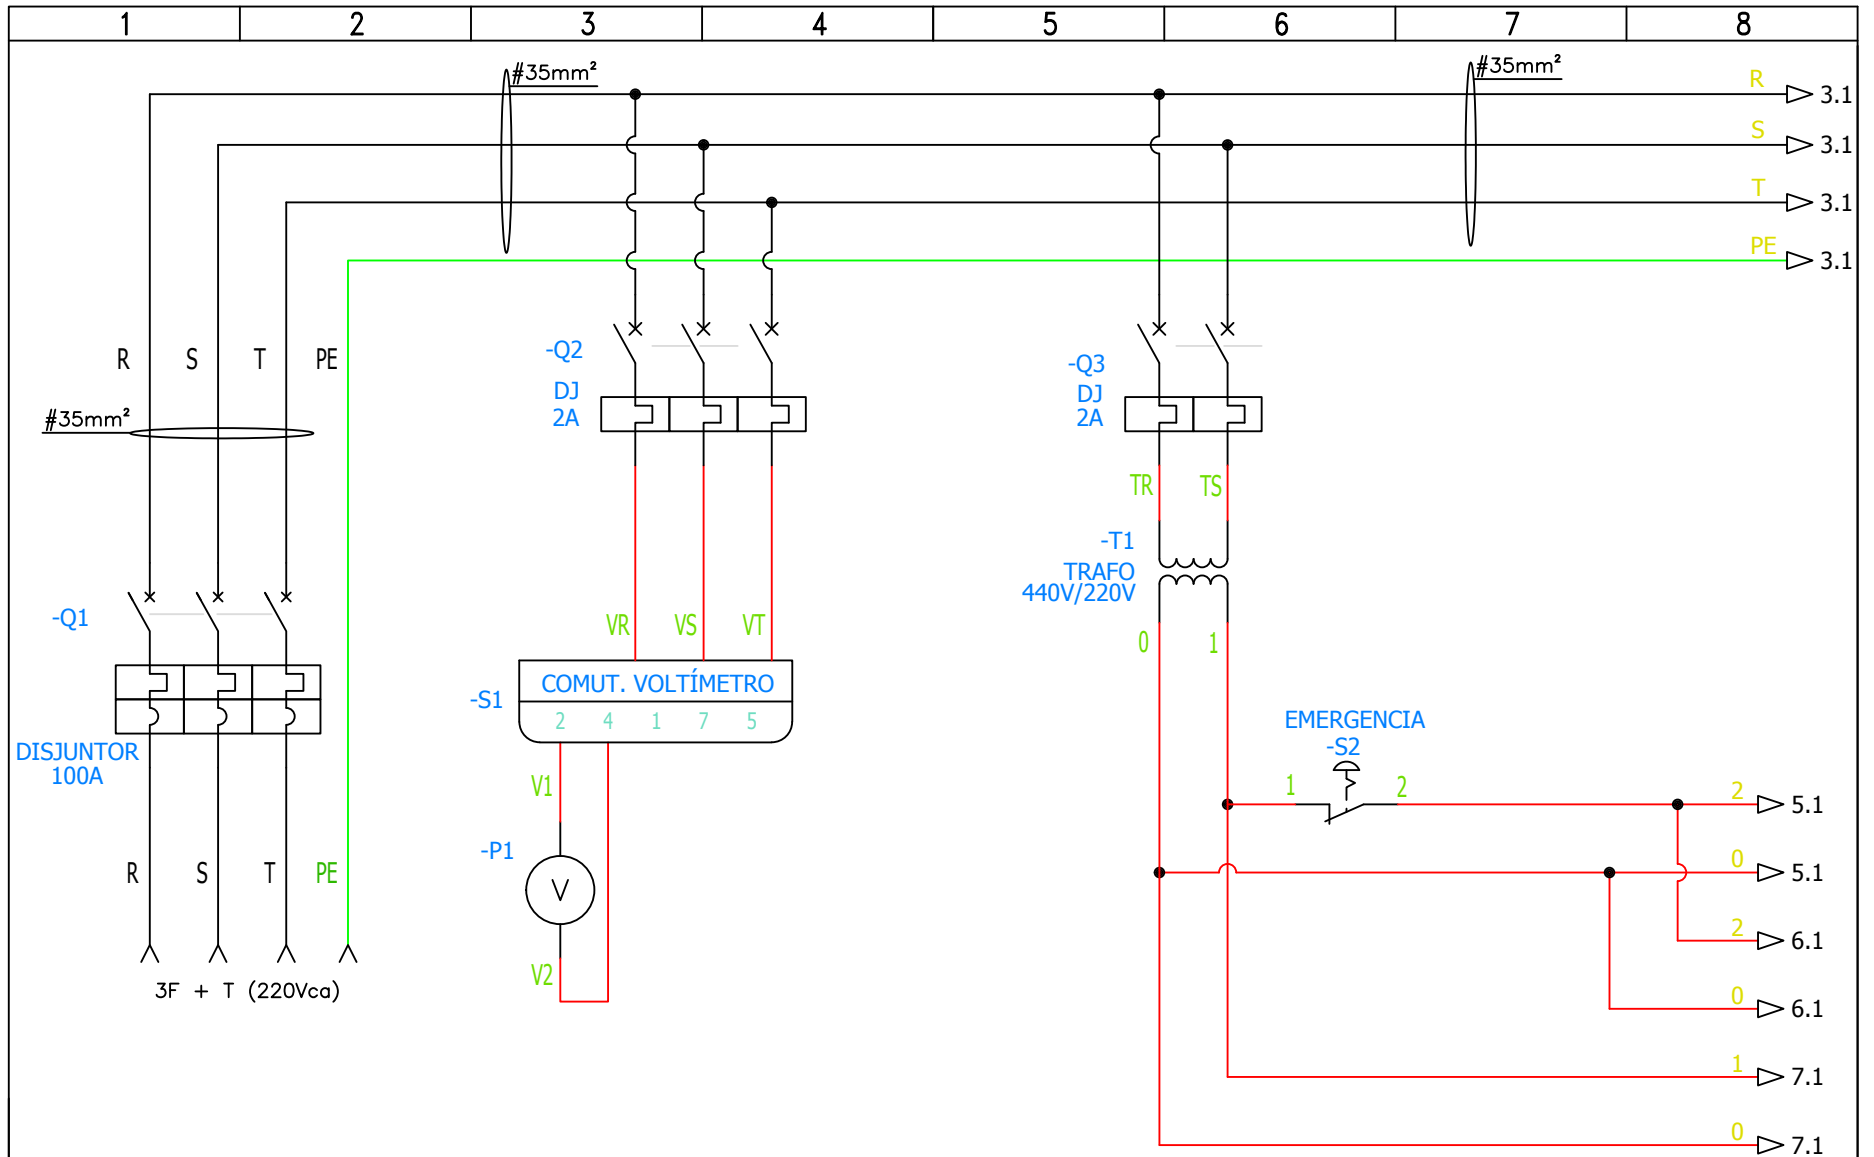 1 2 3 4 5 6 7 8
#35mm² #35mm²
R 3.1
S 3.1
T 3.1
PE 3.1
R S T PE
-Q2
DJ
2A
-Q3
DJ
2A
#35mm²
TR TS
-T1
TRAFO
440V/220V
-Q1
VR VS VT
0 1
-S1
COMUT. VOLTÍMETRO
2 4 1 7 5
EMERGENCIA
-S2
DISJUNTOR
100A
V1
1 2
2 5.1
-P1
V
R S T PE
0 5.1
2 6.1
V2
3F + T (220Vca)
0 6.1
1 7.1
0 7.1